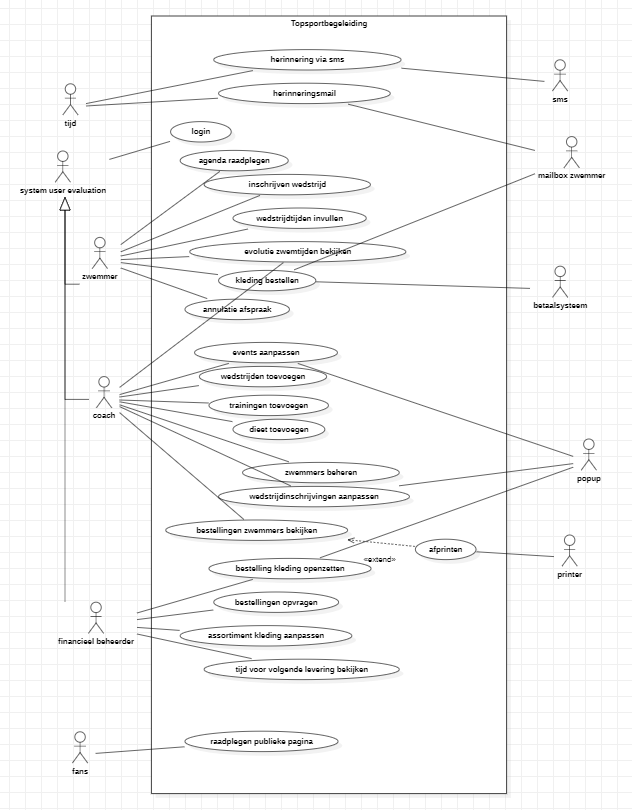 Topsportbegeleiding
herinnering via sms
herinneringsmail
sms
tijd
login
mailbox zwemmer
agenda raadplegen
system user evaluation
inschrijven wedstrijd
wedstrijdtijden invullen
evolutie zwemtijden bekijken
zwemmer
kleding bestellen
betaalsysteem
annulatie afspraak
events aanpassen
wedstrijden toevoegen
trainingen toevoegen
coach
dieet toevoegen
zwemmers beheren
popup
wedstrijdinschrijvingen aanpassen
bestellingen zwemmers bekijken
afprinten
«extend»
bestelling kleding openzetten
printer
bestellingen opvragen
assortiment kleding aanpassen
financieel beheerder
tijd voor volgende levering bekijken
raadplegen publieke pagina
fans